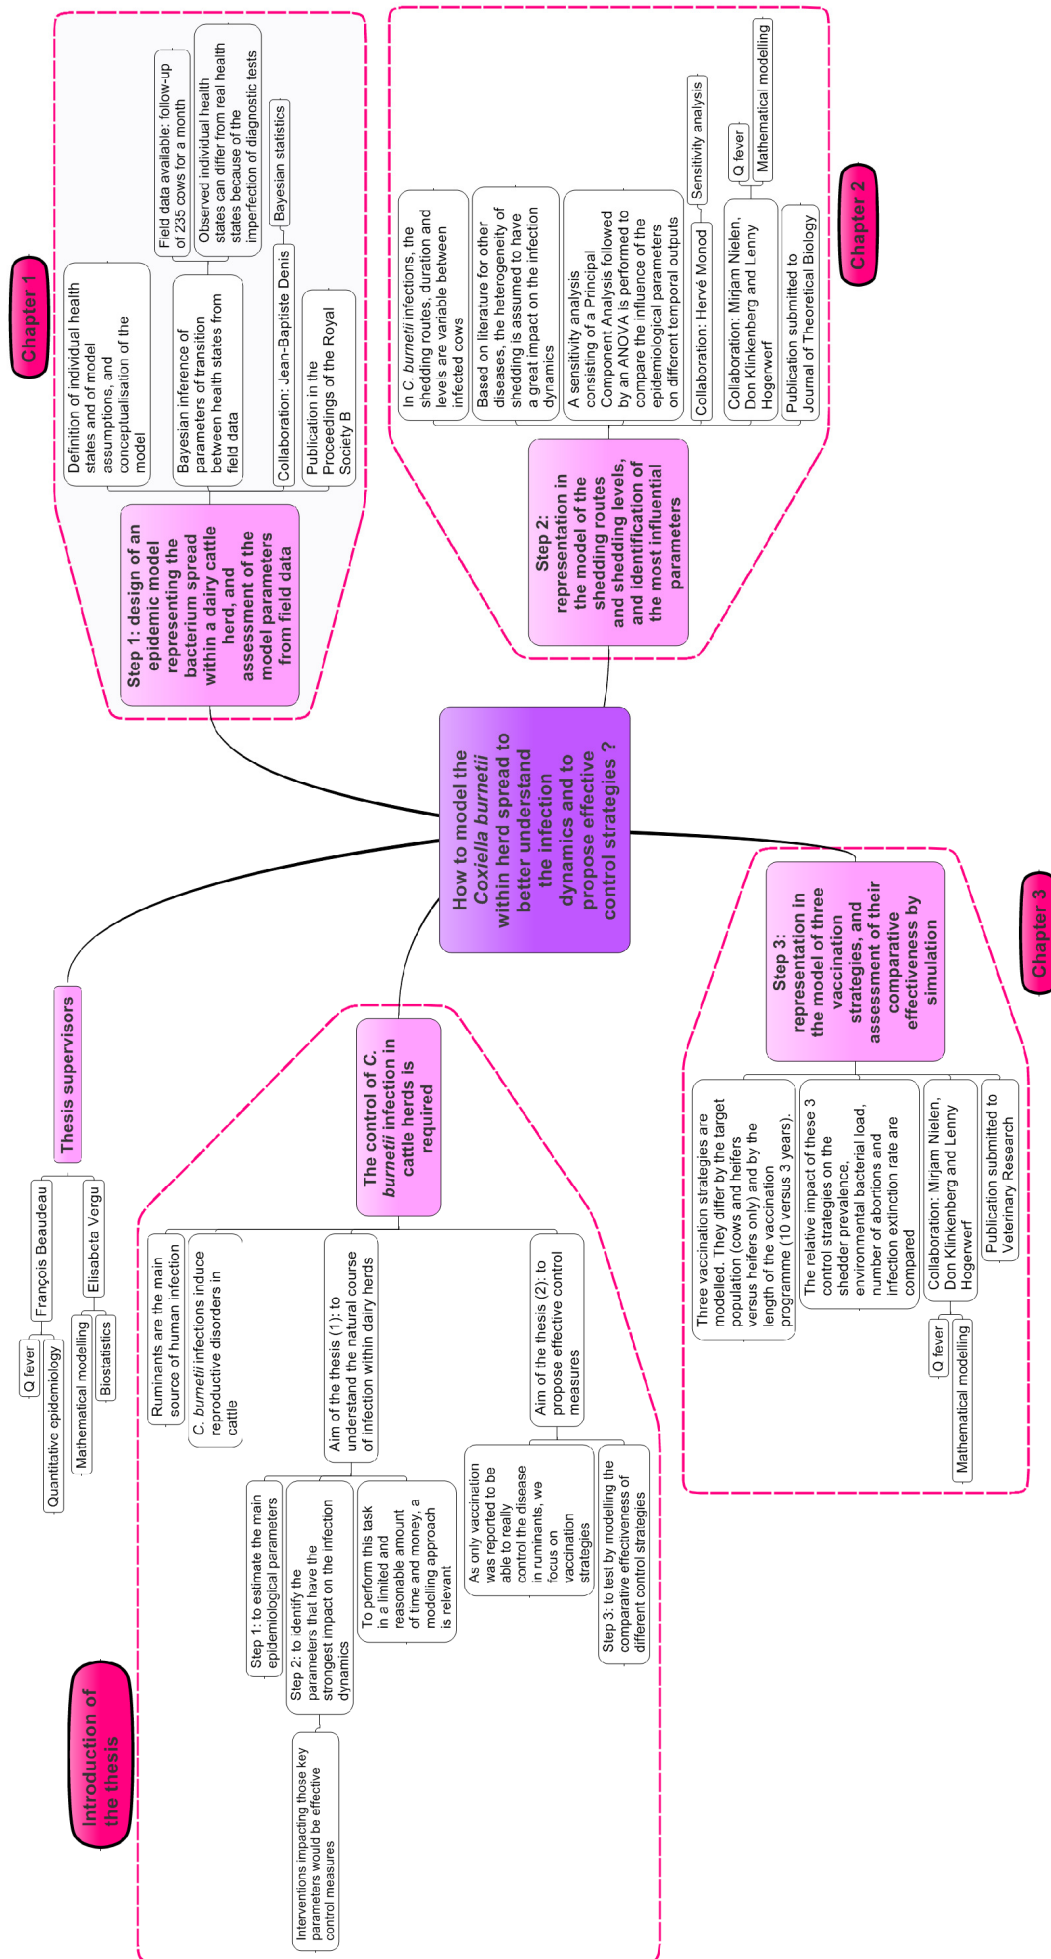 Introduction of
the thesis
Thesis supervisors
François Beaudeau
Q fever
Quantitative epidemiology
Elisabeta Vergu
Mathematical modelling
Biostatistics
The control of C.
burnetii infection in
cattle herds is
required
Ruminants are the main
source of human infection
C. burnetii infections induce
reproductive disorders in
cattle
Aim of the thesis (1): to
understand the natural course
of infection within dairy herds
Step 1: to estimate the main
epidemiological parameters
Step 2: to identify the
parameters that have the
strongest impact on the infection
dynamics
Interventions impacting those key
parameters would be effective
control measures
To perform this task
in a limited and
reasonable amount
of time and money, a
modelling approach
is relevant
Aim of the thesis (2): to
propose effective control
measures
As only vaccination
was reported to be
able to really
control the disease
in ruminants, we
focus on
vaccination
strategies
Step 3: to test by modelling the
comparative effectiveness of
different control strategies
How to model the
Coxiella burnetii
within herd spread to
better understand
the infection
dynamics and to
propose effective
control strategies ?
Chapter 1
Step 1: design of an
epidemic model
representing the
bacterium spread
within a dairy cattle
herd, and
assessment of the
model parameters
from field data
Definition of individual health
states and of model
assumptions, and
conceptualisation of the
model
Bayesian inference of
parameters of transition
between health states from
field data
Field data available: follow-up
of 235 cows for a month
Observed individual health
states can differ from real health
states because of the
imperfection of diagnostic tests
Collaboration: Jean-Baptiste Denis
Bayesian statistics
Publication in the
Proceedings of the Royal
Society B
Chapter 2
Step 2:
representation in
the model of the
shedding routes
and shedding levels,
and identification of
the most influential
parameters
In C. burnetii infections, the
shedding routes, duration and
levels are variable between
infected cows
Based on literature for other
diseases, the heterogeneity of
shedding is assumed to have
a great impact on the infection
dynamics
A sensitivity analysis
consisting of a Principal
Component Analysis followed
by an ANOVA is performed to
compare the influence of the
epidemiological parameters
on different temporal outputs
Collaboration: Hervé Monod
Sensitivity analysis
Collaboration: Mirjam Nielen,
Don Klinkenberg and Lenny
Hogerwerf
Q fever
Mathematical modelling
Publication submitted to
Journal of Theoretical Biology
Chapter 3
Step 3:
representation in
the model of three
vaccination
strategies, and
assessment of their
comparative
effectiveness by
simulation
Three vaccination strategies are
modelled. They differ by the target
population (cows and heifers
versus heifers only) and by the
length of the vaccination
programme (10 versus 3 years).
The relative impact of these 3
control strategies on the
shedder prevalence,
environmental bacterial load,
number of abortions and
infection extinction rate are
compared
Collaboration: Mirjam Nielen,
Don Klinkenberg and Lenny
Hogerwerf
Q fever
Mathematical modelling
Publication submitted to
Veterinary Research